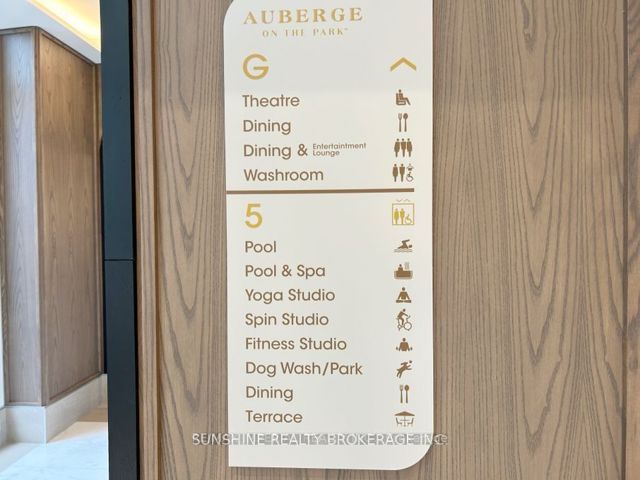 AUBERGE
ON THE PARK
G
Theatre
Dining
Dining & Entertaintment Lounge
Washroom
5
Pool
Pool & Spa
Yoga Studio
Spin Studio
Fitness Studio
Dog Wash/Park
Dining
Terrace
SUNSHINE REALTY BROKERAGE INC.